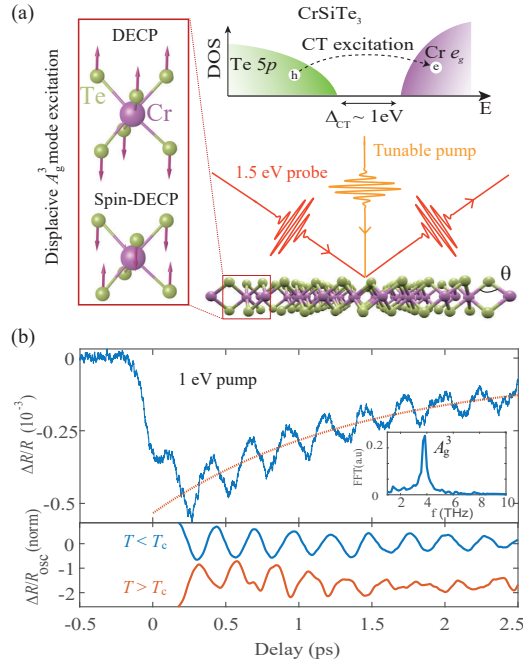 (a)
DECP
Te
Cr
Spin-DECP
Displacive A_g^3 mode excitation
CrSiTe₃
DOS
Te 5p
CT excitation
Cr e_g
h
e
Δ_CT ~ 1eV
E
Tunable pump
1.5 eV probe
θ
(b)
1 eV pump
ΔR/R (10⁻³)
0
-0.25
-0.5
A_g^3
FFT(a.u)
0.2
0
2 4 6 8 10
f (THz)
ΔR/R_osc (norm)
0
-1
-2
T < T_c
T > T_c
-0.5 0 0.5 1 1.5 2 2.5
Delay (ps)